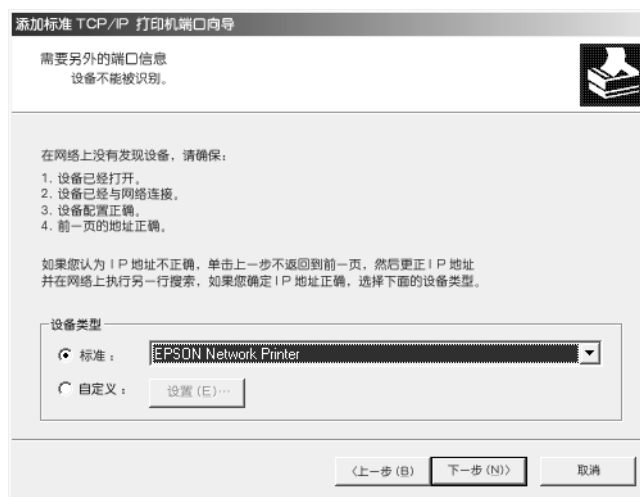 添加标准 TCP/IP 打印机端口向导
需要另外的端口信息
设备不能被识别。
在网络上没有发现设备，请确保：
1. 设备已经打开。
2. 设备已经与网络连接。
3. 设备配置正确。
4. 前一页的地址正确。
如果您认为 IP 地址不正确，单击上一步不返回到前一页，然后更正 IP 地址
并在网络上执行另一行搜索，如果您确定 IP 地址正确，选择下面的设备类型。
设备类型
标准：
EPSON Network Printer
自定义：
设置 (E)…
〈上一步 (B)
下一步 (N)〉
取消